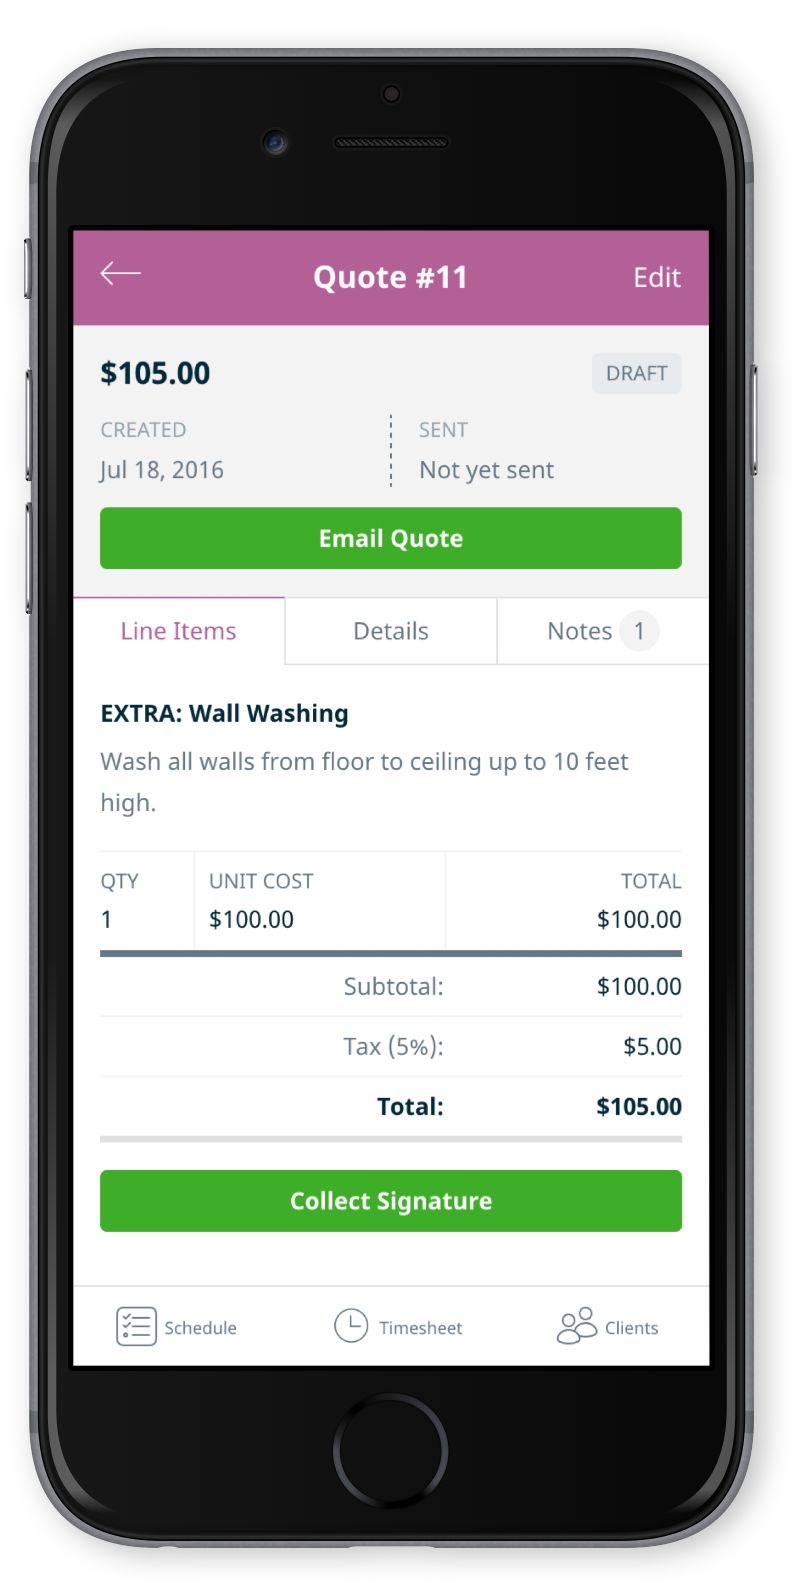 Quote #11
Edit
$105.00
DRAFT
CREATED
SENT
Jul 18, 2016
Not yet sent
Email Quote
Line Items
Details
Notes 1
EXTRA: Wall Washing
Wash all walls from floor to ceiling up to 10 feet
high.
QTY
UNIT COST
TOTAL
1
$100.00
$100.00
Subtotal: $100.00
Tax (5%): $5.00
Total: $105.00
Collect Signature
Schedule
Timesheet
Clients